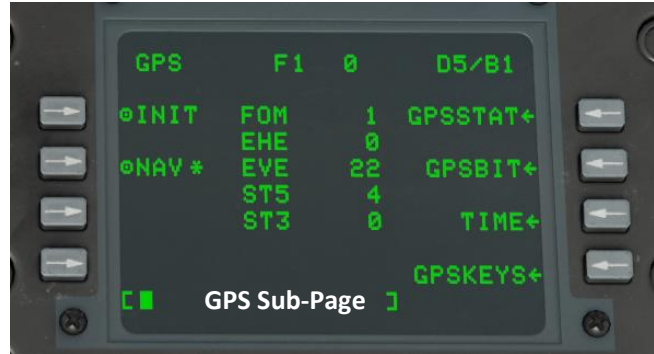 GPS F1 0 D5/B1
⊙INIT FOM 1 GPSSTAT←
EHE 0
⊙NAV * EVE 22 GPSBIT←
ST5 4
ST3 0 TIME←
GPSKEYS←
[█ GPS Sub-Page ]